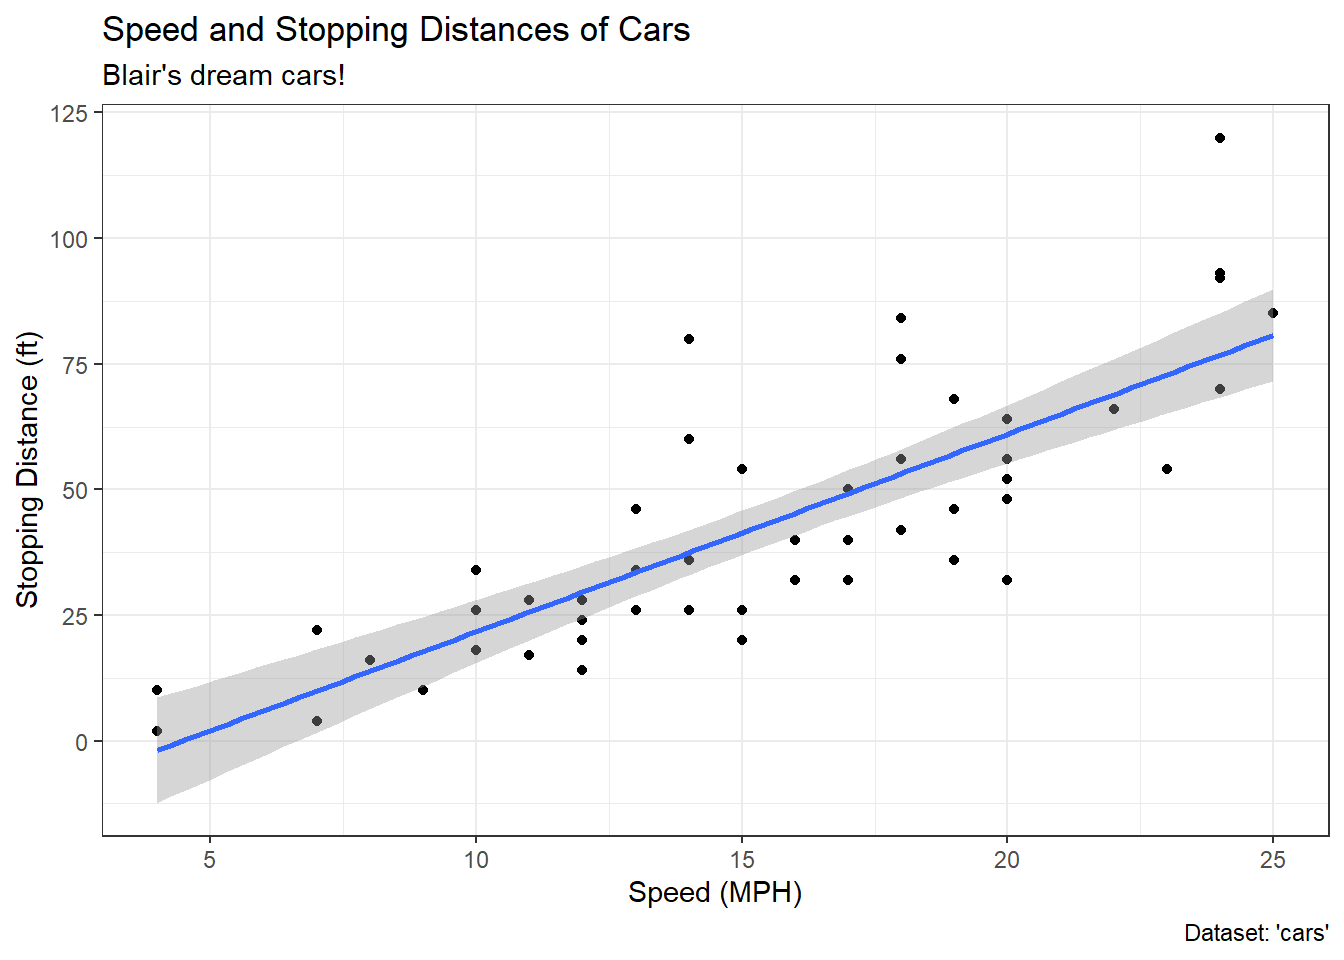 Speed and Stopping Distances of Cars
Blair's dream cars!
125
100
75
50
25
0
Stopping Distance (ft)
5 10 15 20 25
Speed (MPH)
Dataset: 'cars'